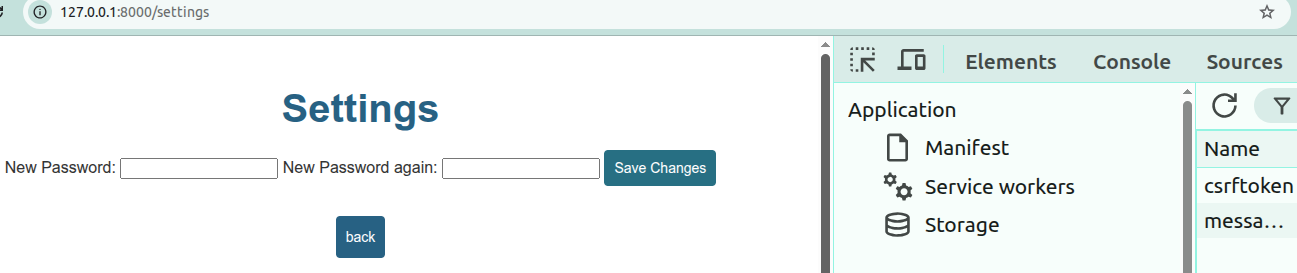 127.0.0.1:8000/settings
Elements Console Sources
Settings
New Password: New Password again: Save Changes
back
Application
Manifest
Service workers
Storage
Name
csrftoken
messa...